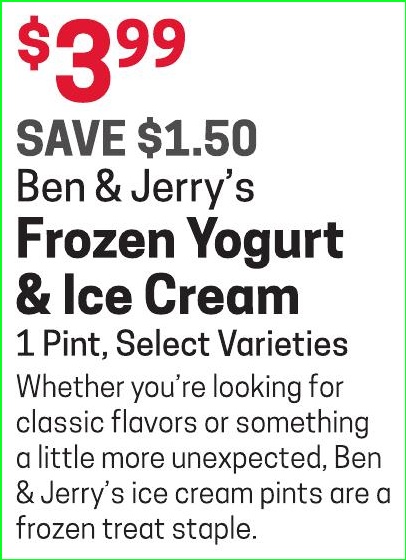 $3.99
SAVE $1.50
Ben & Jerry’s
Frozen Yogurt
& Ice Cream
1 Pint, Select Varieties
Whether you’re looking for
classic flavors or something
a little more unexpected, Ben
& Jerry’s ice cream pints are a
frozen treat staple.